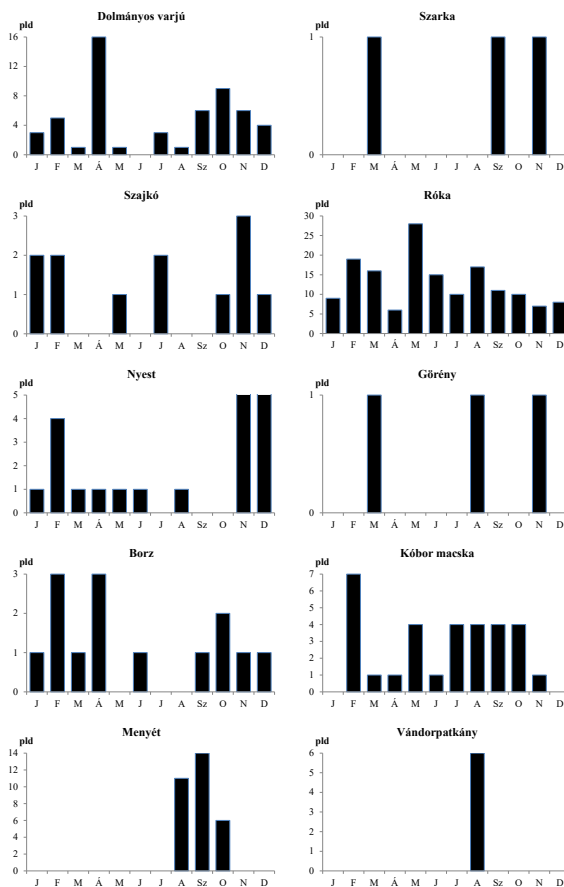 Dolmányos varjú
pld
16
12
8
4
0
J F M Á M J J A Sz O N D
Szarka
pld
1
0
J F M Á M J J A Sz O N D
Szajkó
pld
3
2
1
0
J F M Á M J J A Sz O N D
Róka
pld
30
25
20
15
10
5
0
J F M Á M J J A Sz O N D
Nyest
pld
5
4
3
2
1
0
J F M Á M J J A Sz O N D
Görény
pld
1
0
J F M Á M J J A Sz O N D
Borz
pld
3
2
1
0
J F M Á M J J A Sz O N D
Kóbor macska
pld
7
6
5
4
3
2
1
0
J F M Á M J J A Sz O N D
Menyét
pld
14
12
10
8
6
4
2
0
J F M Á M J J A Sz O N D
Vándorpatkány
pld
6
5
4
3
2
1
0
J F M Á M J J A Sz O N D